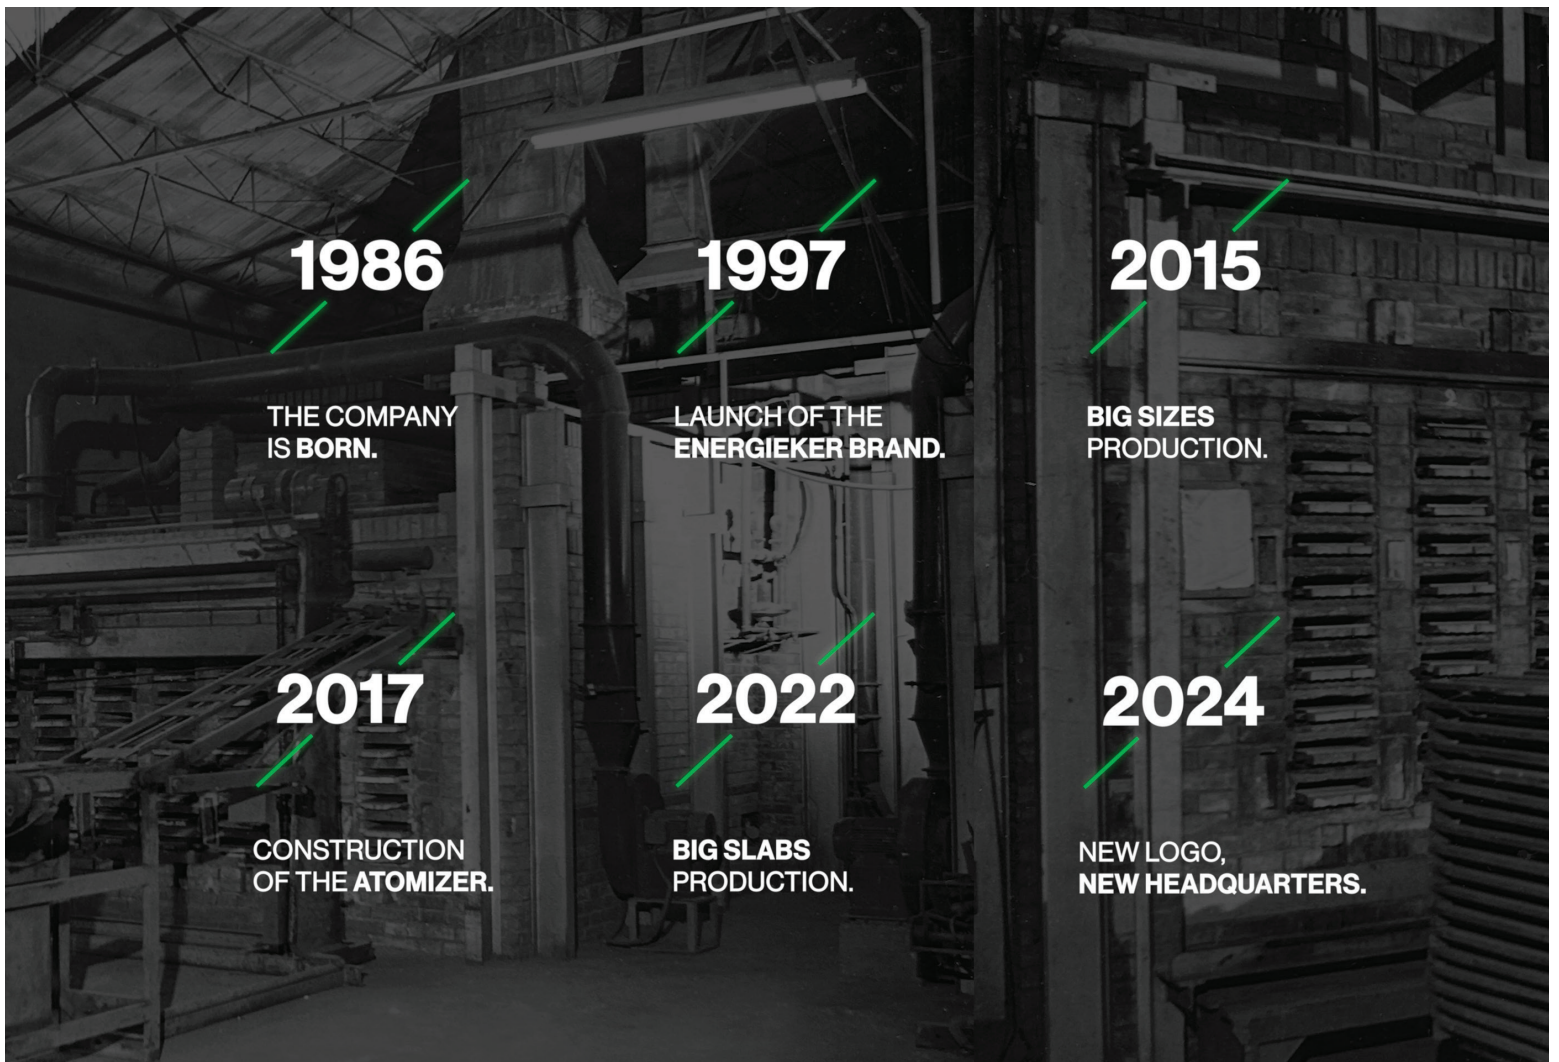 1986
THE COMPANY
IS BORN.
1997
LAUNCH OF THE
ENERGIEKER BRAND.
2015
BIG SIZES
PRODUCTION.
2017
CONSTRUCTION
OF THE ATOMIZER.
2022
BIG SLABS
PRODUCTION.
2024
NEW LOGO,
NEW HEADQUARTERS.